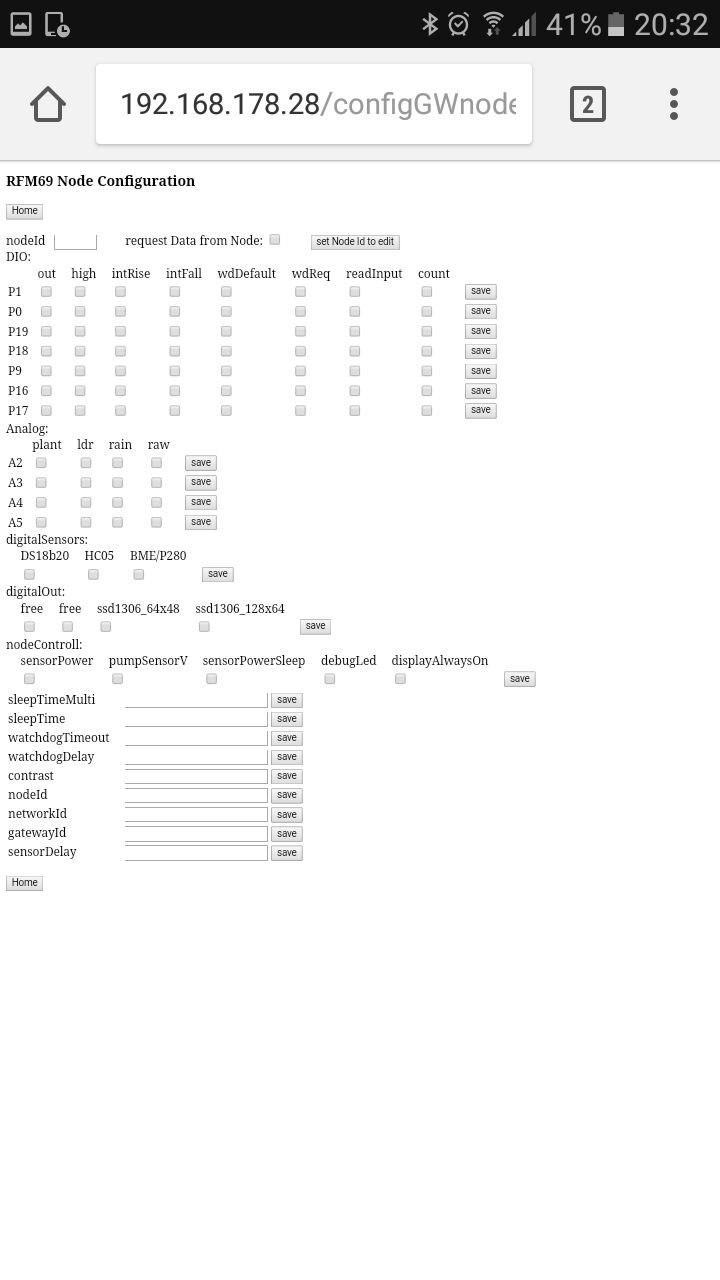 41% 20:32
192.168.178.28/configGWnode 2
RFM69 Node Configuration
Home
nodeId request Data from Node: set Node Id to edit
DIO:
out high intRise intFall wdDefault wdReq readInput count
P1 save
P0 save
P19 save
P18 save
P9 save
P16 save
P17 save
Analog:
plant ldr rain raw
A2 save
A3 save
A4 save
A5 save
digitalSensors:
DS18b20 HC05 BME/P280
save
digitalOut:
free free ssd1306_64x48 ssd1306_128x64
save
nodeControll:
sensorPower pumpSensorV sensorPowerSleep debugLed displayAlwaysOn
save
sleepTimeMulti save
sleepTime save
watchdogTimeout save
watchdogDelay save
contrast save
nodeId save
networkId save
gatewayId save
sensorDelay save
Home